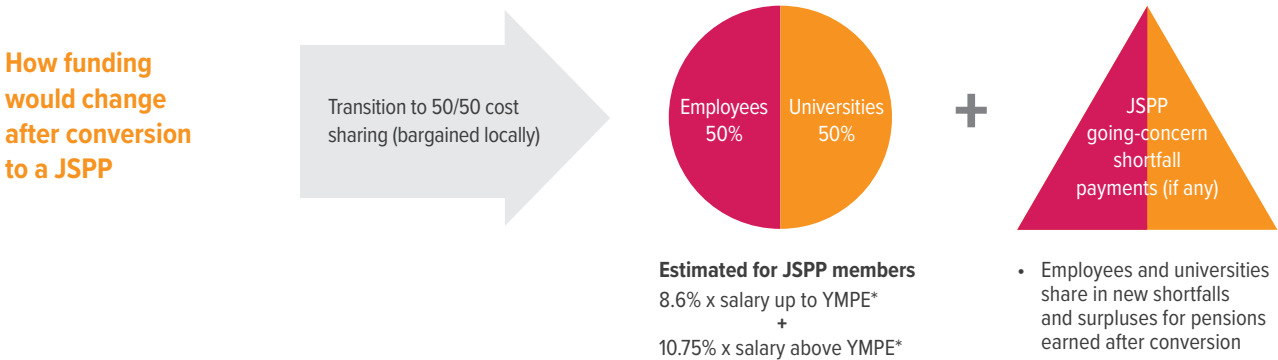 How funding
would change
after conversion
to a JSPP
Transition to 50/50 cost
sharing (bargained locally)
Employees
50%
Universities
50%
+
JSPP
going-concern
shortfall
payments (if any)
Estimated for JSPP members
8.6% x salary up to YMPE*
+
10.75% x salary above YMPE*
• Employees and universities
share in new shortfalls
and surpluses for pensions
earned after conversion